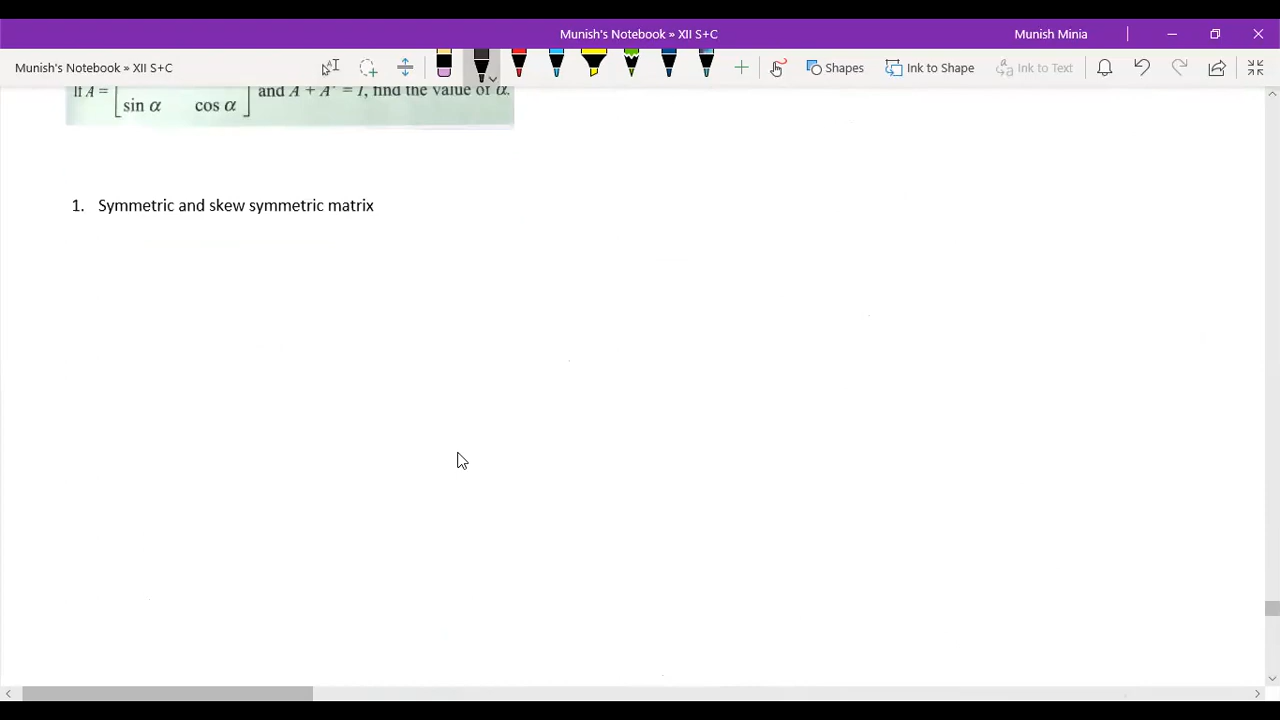 Munish's Notebook » XII S+C
Munish Minia
Munish's Notebook » XII S+C
Shapes
Ink to Shape
Ink to Text
If A = and A + A' = I, find the value of α.
sin α cos α
1. Symmetric and skew symmetric matrix